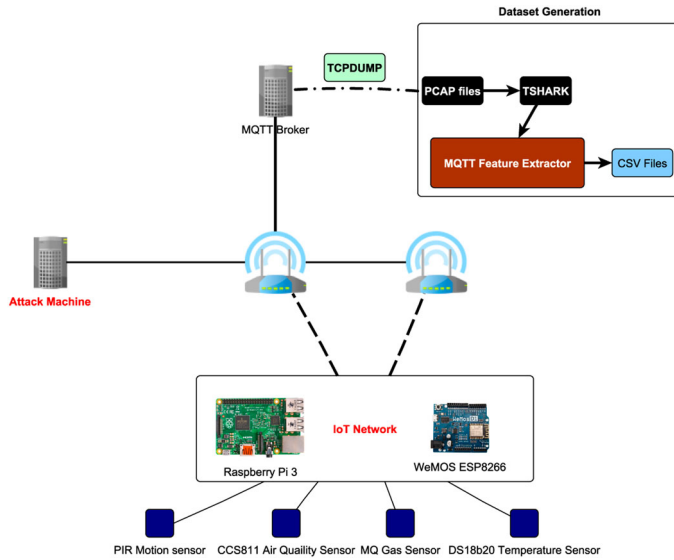 Dataset Generation
TCPDUMP
PCAP files
TSHARK
MQTT Broker
MQTT Feature Extractor
CSV Files
Attack Machine
IoT Network
Raspberry Pi 3
WeMOS ESP8266
PIR Motion sensor
CCS811 Air Quaility Sensor
MQ Gas Sensor
DS18b20 Temperature Sensor